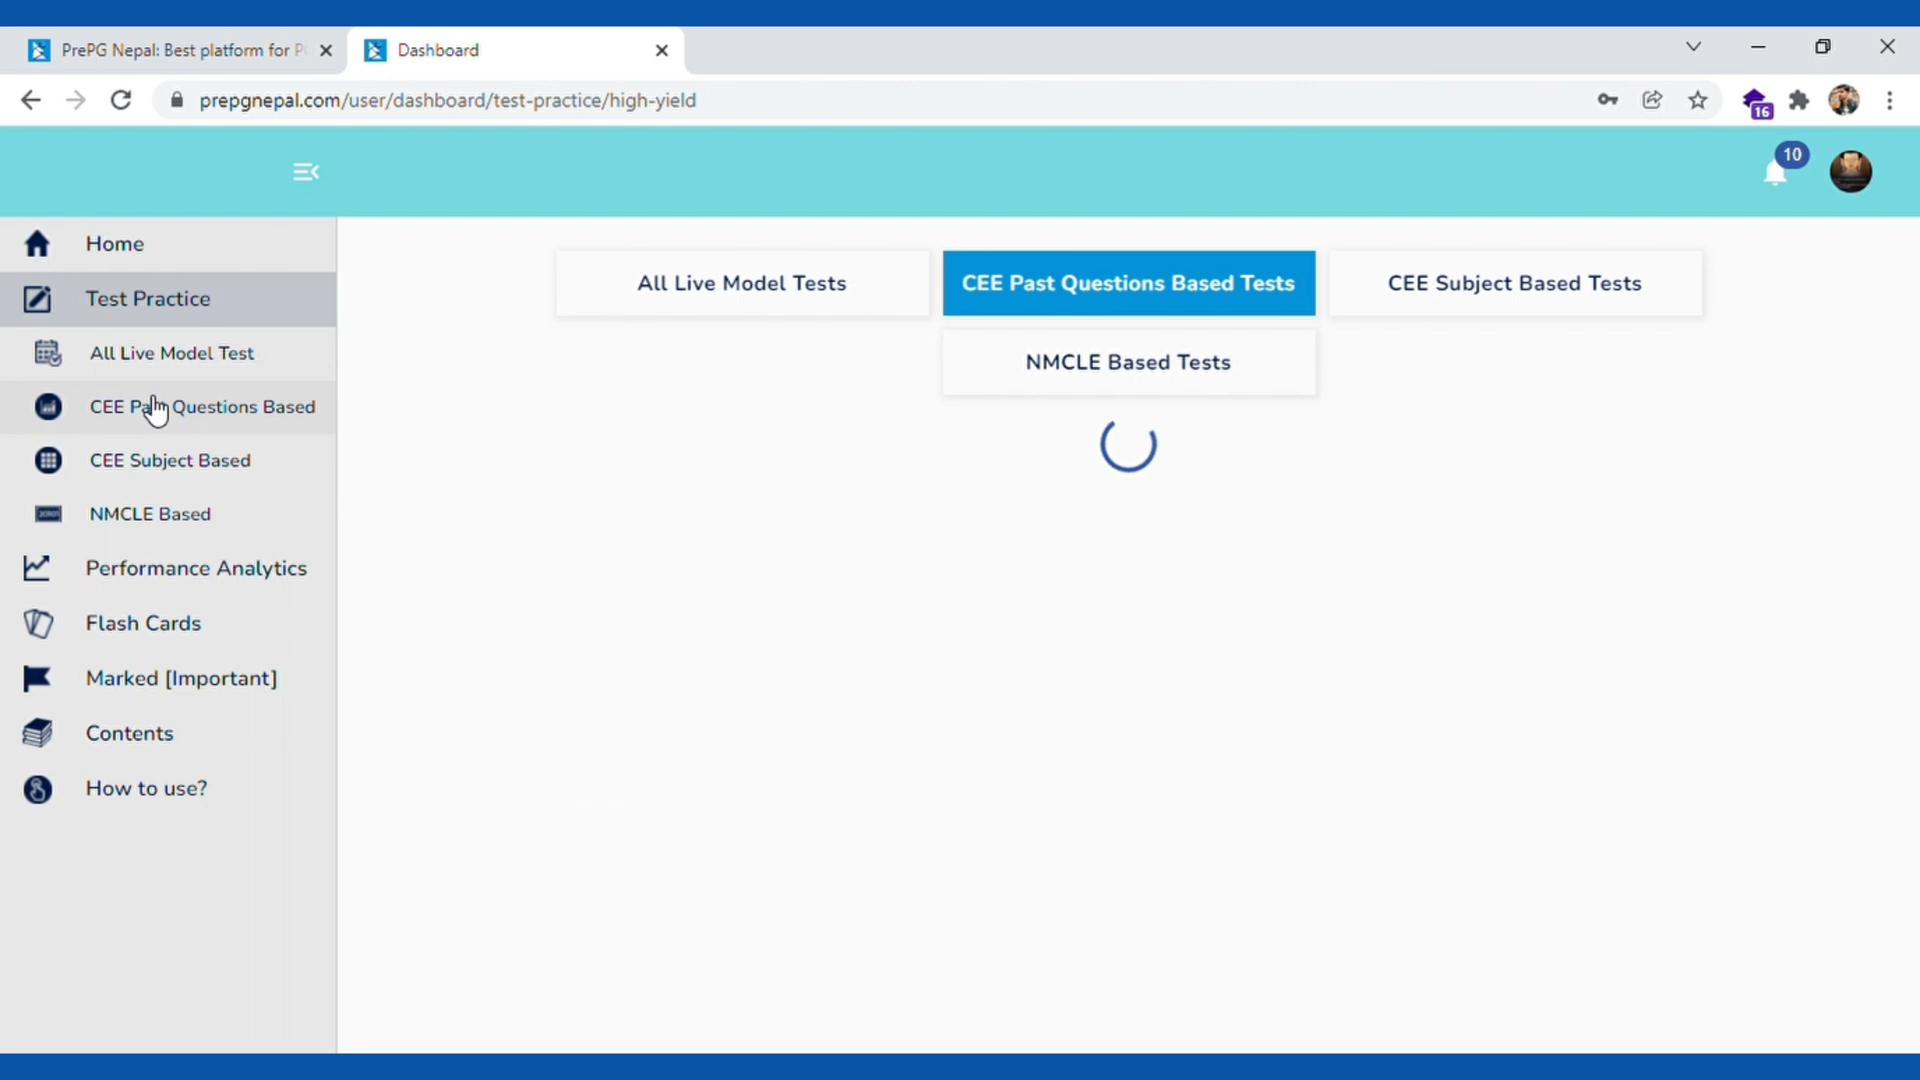 PrePG Nepal: Best platform for P
Dashboard
prepgnepal.com/user/dashboard/test-practice/high-yield
16
10
Home
Test Practice
All Live Model Test
CEE Past Questions Based
CEE Subject Based
NMCLE Based
Performance Analytics
Flash Cards
Marked [Important]
Contents
How to use?
All Live Model Tests
CEE Past Questions Based Tests
CEE Subject Based Tests
NMCLE Based Tests